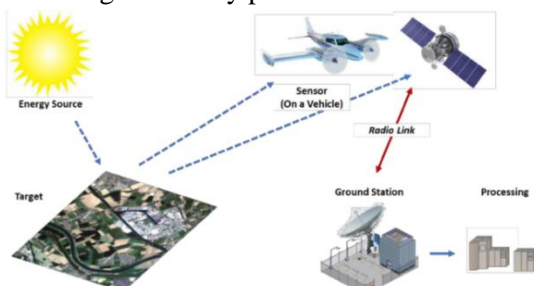 Energy Source
Sensor
(On a Vehicle)
Radio Link
Target
Ground Station
Processing